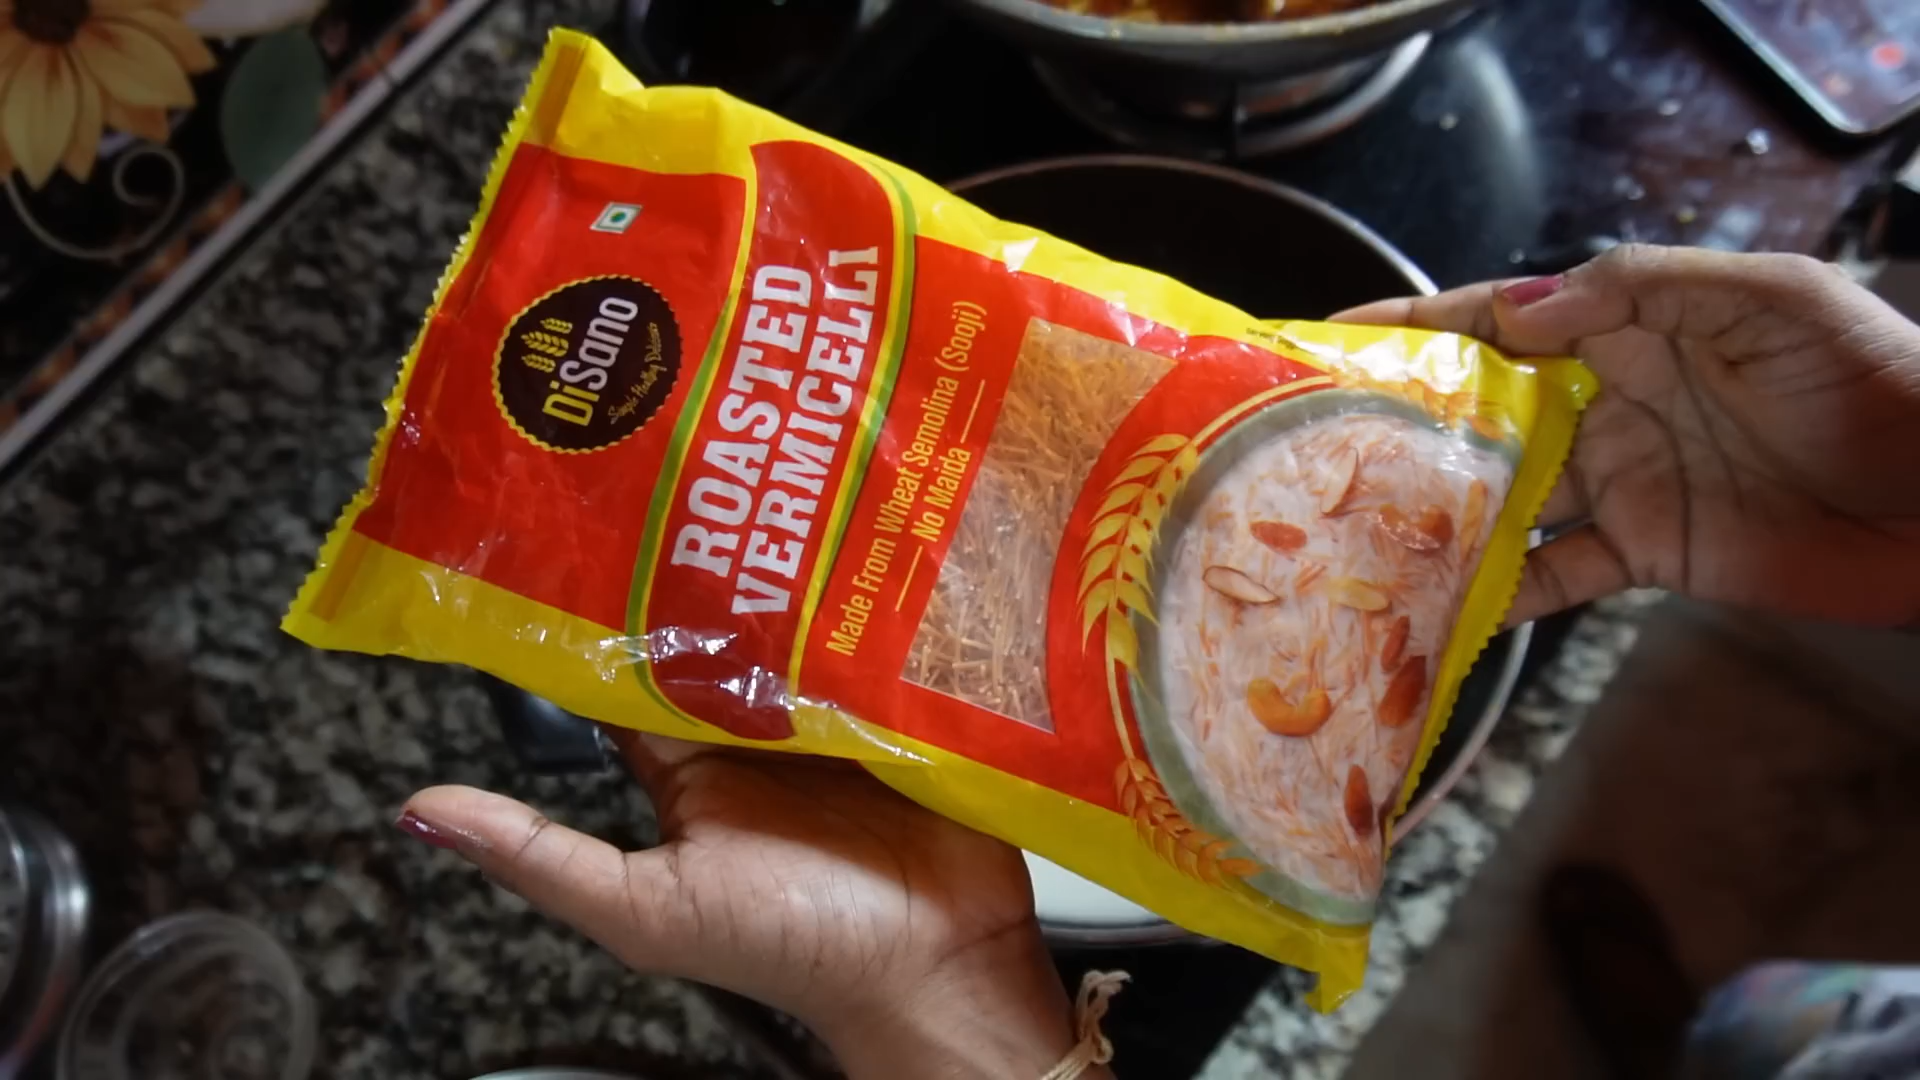 DiSano
Simple Healthy Delicious
ROASTED
VERMICELLI
Made From Wheat Semolina (Sooji)
No Maida